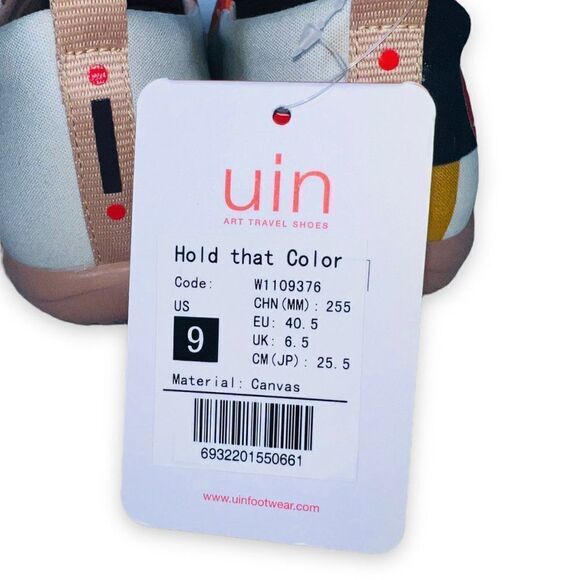 uin
ART TRAVEL SHOES
Hold that Color
Code: W1109376
US
9
CHN(MM): 255
EU: 40.5
UK: 6.5
CM(JP): 25.5
Material: Canvas
6932201550661
www.uinfootwear.com